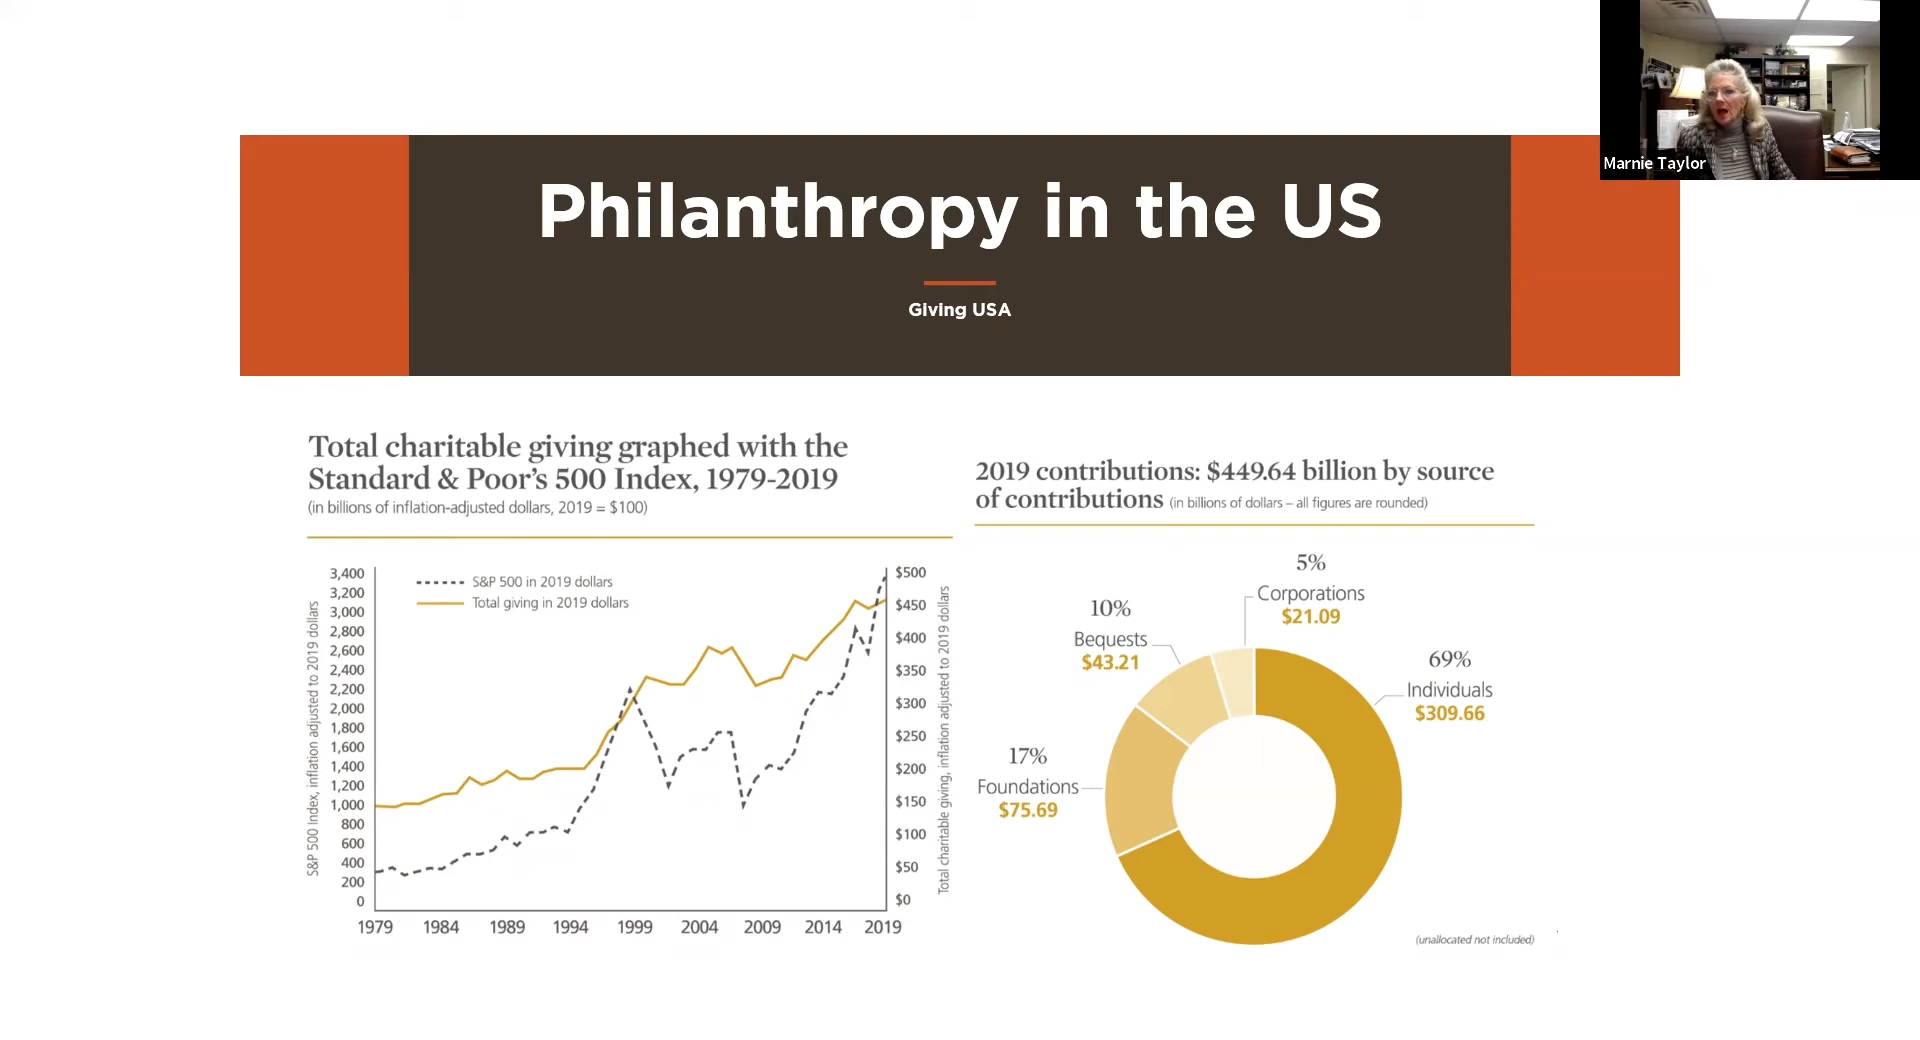 Marnie Taylor
Philanthropy in the US
Giving USA
Total charitable giving graphed with the
Standard & Poor's 500 Index, 1979-2019
(in billions of inflation-adjusted dollars, 2019 = $100)
S&P 500 Index, inflation adjusted to 2019 dollars
3,400
3,200
3,000
2,800
2,600
2,400
2,200
2,000
1,800
1,600
1,400
1,200
1,000
800
600
400
200
0
S&P 500 in 2019 dollars
Total giving in 2019 dollars
$500
$450
$400
$350
$300
$250
$200
$150
$100
$50
$0
Total charitable giving, inflation adjusted to 2019 dollars
1979 1984 1989 1994 1999 2004 2009 2014 2019
2019 contributions: $449.64 billion by source
of contributions (in billions of dollars – all figures are rounded)
5%
Corporations
$21.09
10%
Bequests
$43.21
69%
Individuals
$309.66
17%
Foundations
$75.69
(unallocated not included)